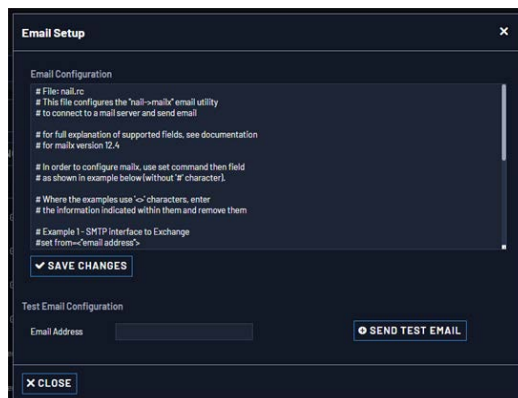 Email Setup
Email Configuration
# File: nail.rc
# This file configures the "nail->mailx" email utility
# to connect to a mail server and send email
# for full explanation of supported fields, see documentation
# for mailx version 12.4
# In order to configure mailx, use set command then field
# as shown in example below (without '#' character).
# Where the examples use '<>' characters, enter
# the information indicated within them and remove them
# Example 1 - SMTP interface to Exchange
#set from=<"email address">
SAVE CHANGES
Test Email Configuration
Email Address
SEND TEST EMAIL
CLOSE